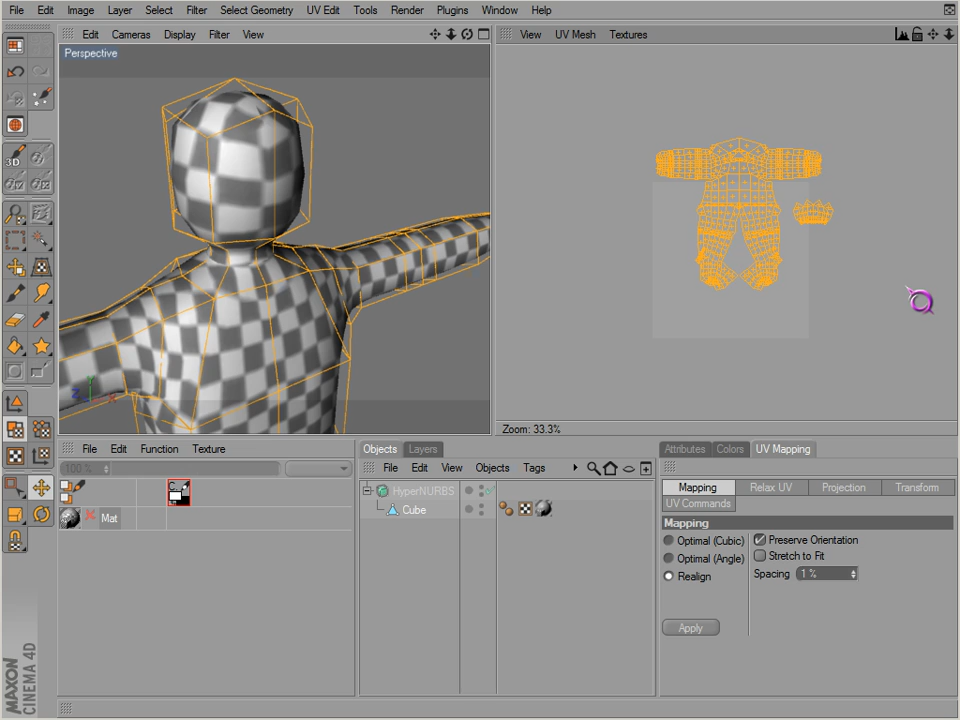 File Edit Image Layer Select Filter Select Geometry UV Edit Tools Render Plugins Window Help
Edit Cameras Display Filter View
View UV Mesh Textures
Perspective
3D
Y
Z
X
Zoom: 33.3%
File Edit Function Texture
100 %
Mat
Objects Layers
File Edit View Objects Tags
HyperNURBS
Cube
Attributes Colors UV Mapping
Mapping Relax UV Projection Transform
UV Commands
Mapping
Optimal (Cubic) Preserve Orientation
Optimal (Angle) Stretch to Fit
Realign Spacing 1 %
Apply
MAXON
CINEMA 4D